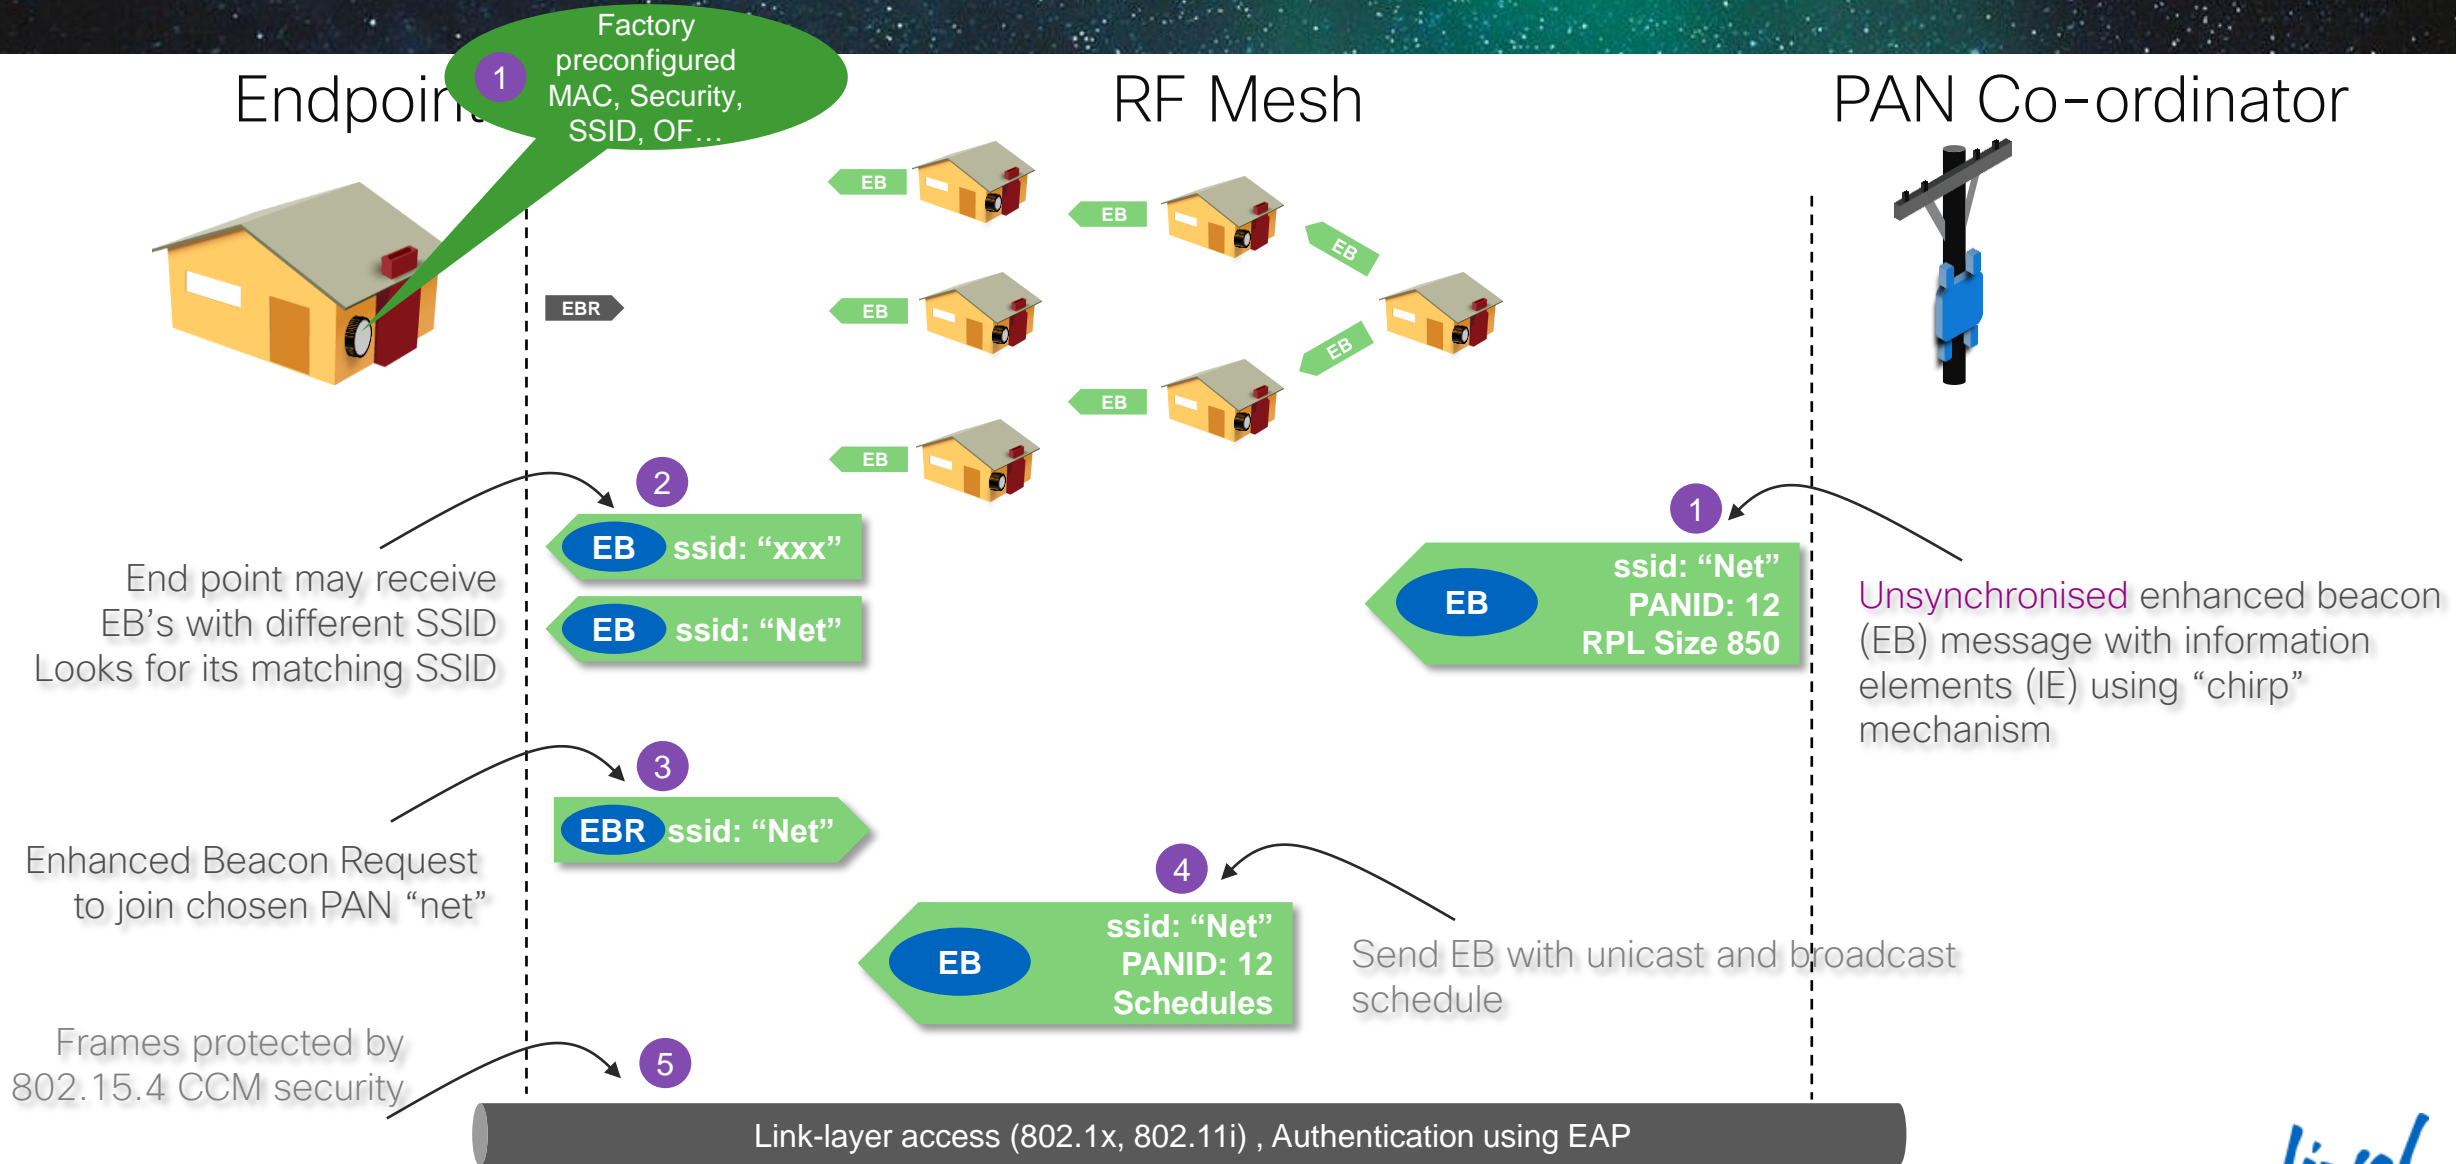 Factory
preconfigured
MAC, Security,
SSID, OF...
1
Endpoin
RF Mesh
PAN Co-ordinator
EB
EB
EB
EBR
EB
EB
EB
EB
2
EB ssid: “xxx”
EB ssid: “Net”
End point may receive
EB’s with different SSID
Looks for its matching SSID
1
EB
ssid: “Net”
PANID: 12
RPL Size 850
Unsynchronised enhanced beacon
(EB) message with information
elements (IE) using “chirp”
mechanism
3
EBR ssid: “Net”
Enhanced Beacon Request
to join chosen PAN “net”
4
EB
ssid: “Net”
PANID: 12
Schedules
Send EB with unicast and broadcast
schedule
Frames protected by
802.15.4 CCM security
5
Link-layer access (802.1x, 802.11i) , Authentication using EAP